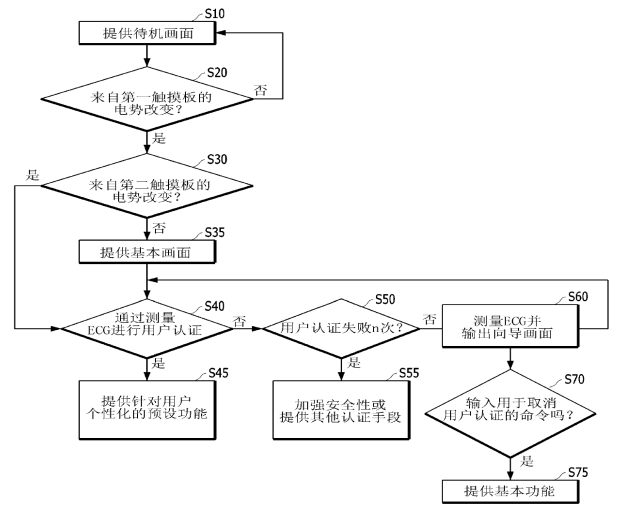 S10
提供待机画面
S20
来自第一触摸板的
电势改变？
否
是
S30
是
来自第二触摸板的
电势改变？
否
S35
提供基本画面
S40
通过测量
ECG进行用户认证
否
是
S45
提供针对用户
个性化的预设功能
S50
用户认证失败n次？
否
是
S55
加强安全性或
提供其他认证手段
S60
测量ECG并
输出向导画面
S70
输入用于取消
用户认证的命令吗？
是
S75
提供基本功能